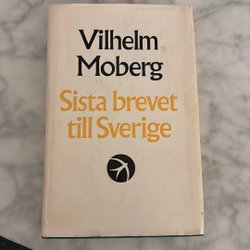 Vilhelm
Moberg
Sista brevet
till Sverige